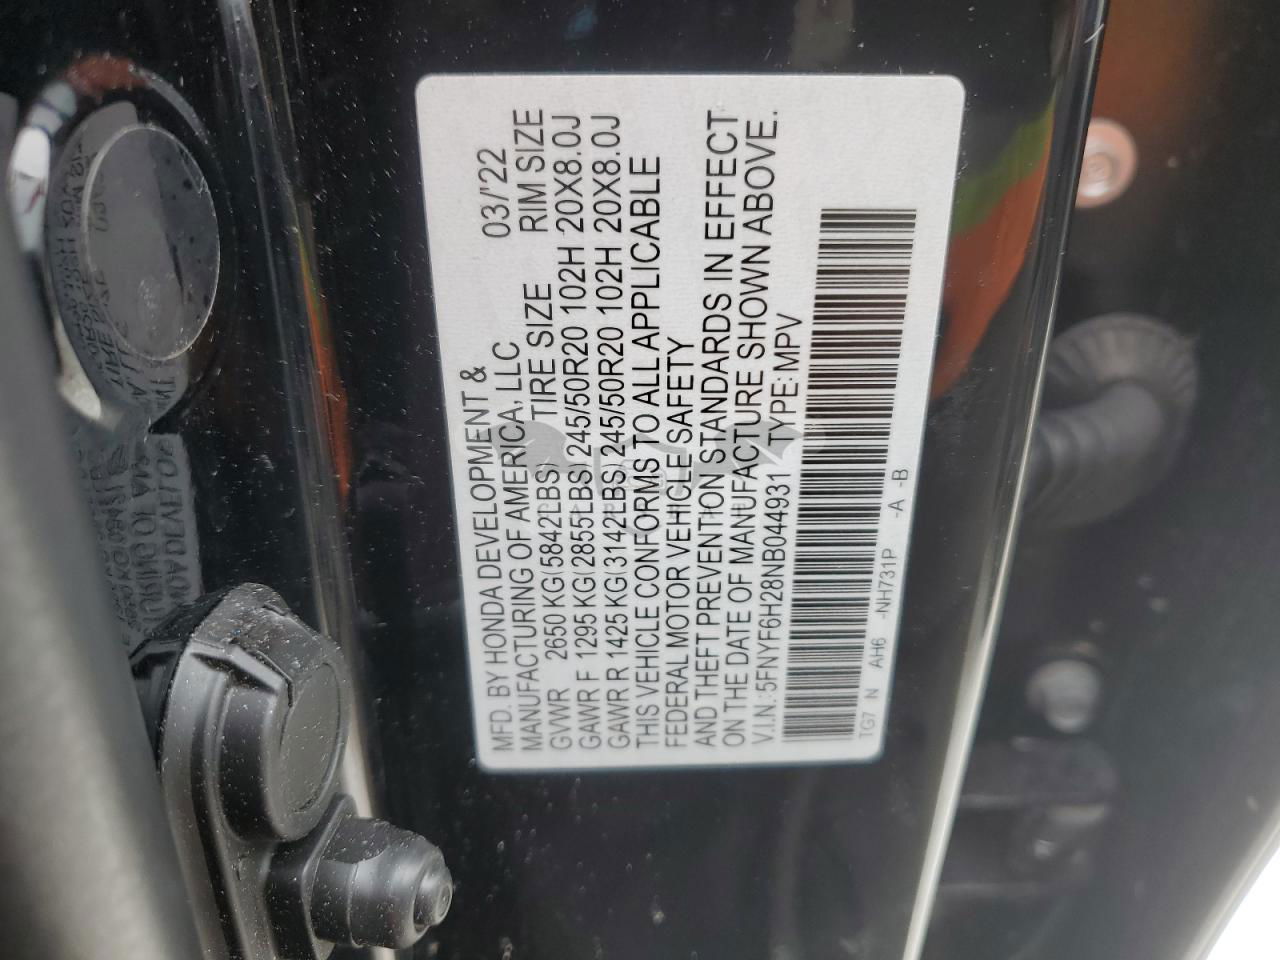 MFD. BY HONDA DEVELOPMENT & 03/'22
MANUFACTURING OF AMERICA, LLC
GVWR 2650 KG(5842LBS) TIRE SIZE RIM SIZE
GAWR F 1295 KG(2855LBS) 245/50R20 102H 20X8.0J
GAWR R 1425 KG(3142LBS) 245/50R20 102H 20X8.0J
THIS VEHICLE CONFORMS TO ALL APPLICABLE
FEDERAL MOTOR VEHICLE SAFETY
AND THEFT PREVENTION STANDARDS IN EFFECT
ON THE DATE OF MANUFACTURE SHOWN ABOVE.
V.I.N.: 5FNYF6H28NB044931 TYPE: MPV
TG7 N AH6 -NH731P -A -B